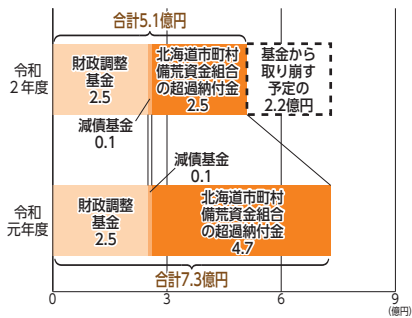 合計5.1億円
令和
2年度
財政調整
基金
2.5
北海道市町村
備荒資金組合
の超過納付金
2.5
基金から
取り崩す
予定の
2.2億円
減債基金
0.1
減債基金
0.1
令和
元年度
財政調整
基金
2.5
北海道市町村
備荒資金組合
の超過納付金
4.7
合計7.3億円
0 3 6 9
(億円)